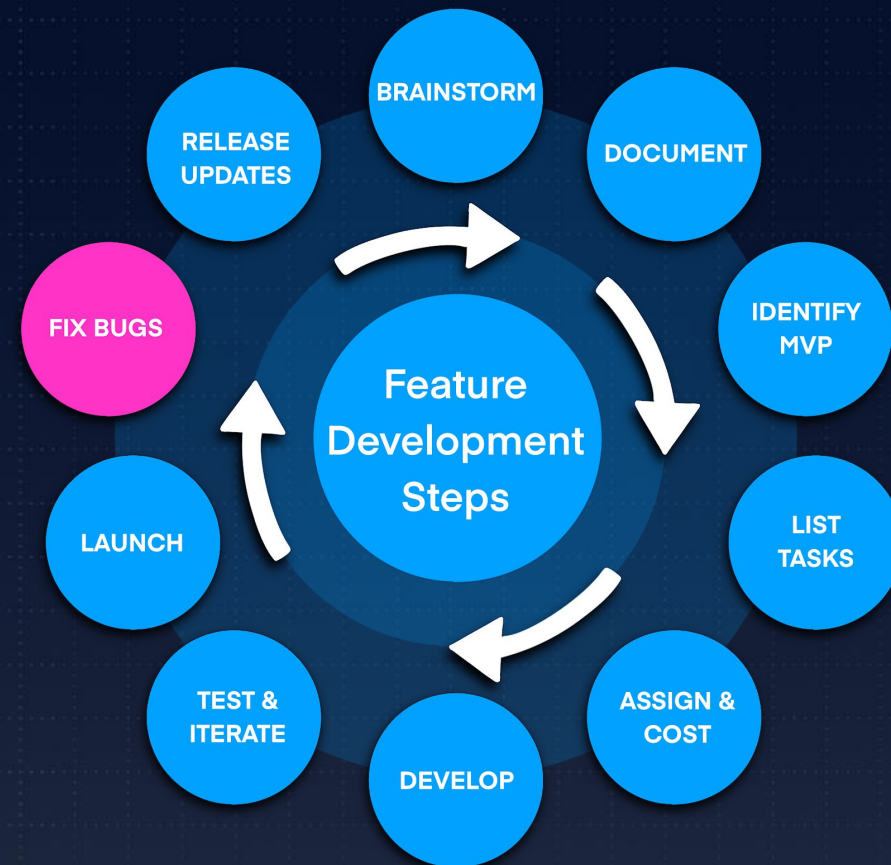 BRAINSTORM
DOCUMENT
IDENTIFY
MVP
LIST
TASKS
ASSIGN &
COST
DEVELOP
TEST &
ITERATE
LAUNCH
FIX BUGS
RELEASE
UPDATES
Feature
Development
Steps